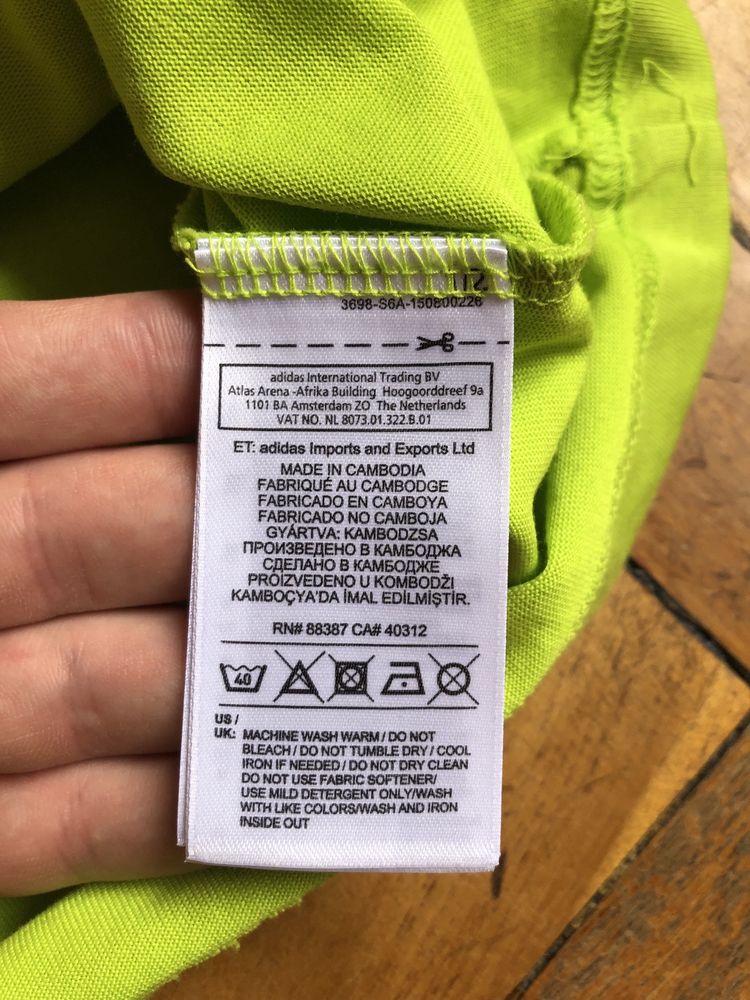 3698-S6A-150800226
adidas International Trading BV
Atlas Arena -Afrika Building Hoogoorddreef 9a
1101 BA Amsterdam ZO The Netherlands
VAT NO. NL 8073.01.322.B.01
ET: adidas Imports and Exports Ltd
MADE IN CAMBODIA
FABRIQUÉ AU CAMBODGE
FABRICADO EN CAMBOYA
FABRICADO NO CAMBOJA
GYÁRTVA: KAMBODZSA
ПРОИЗВЕДЕНО В КАМБОДЖА
СДЕЛАНО В КАМБОДЖЕ
PROIZVEDENO U KOMBODŽI
KAMBOÇYA'DA İMAL EDİLMİŞTİR.
RN# 88387 CA# 40312
40
US /
UK: MACHINE WASH WARM / DO NOT
BLEACH / DO NOT TUMBLE DRY / COOL
IRON IF NEEDED / DO NOT DRY CLEAN
DO NOT USE FABRIC SOFTENER/
USE MILD DETERGENT ONLY/WASH
WITH LIKE COLORS/WASH AND IRON
INSIDE OUT